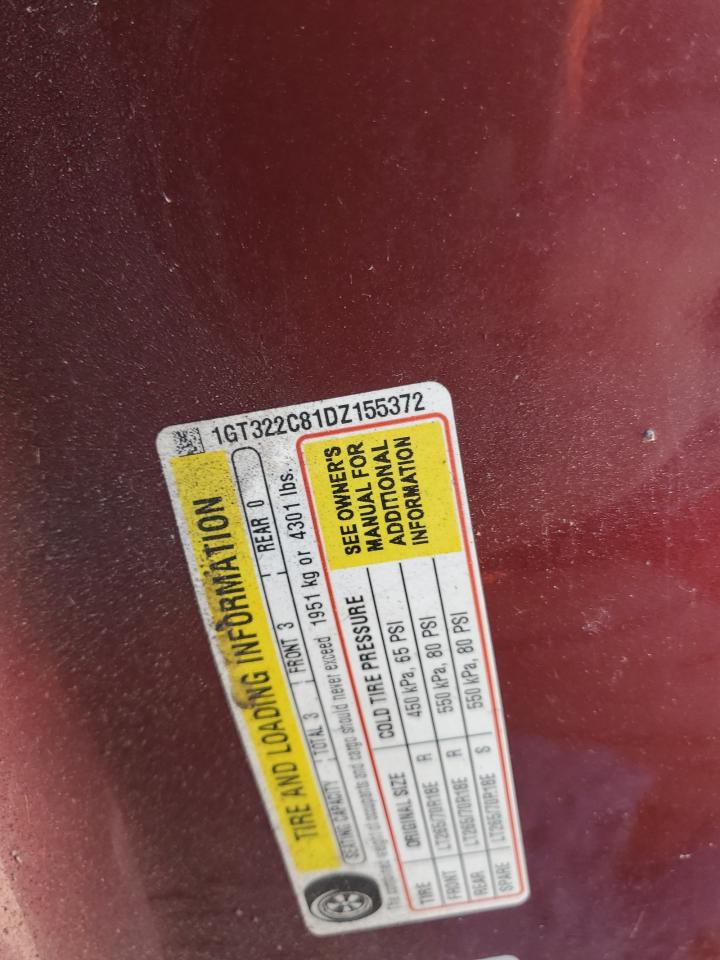 1GT322C81DZ155372
TIRE AND LOADING INFORMATION
SEATING CAPACITY TOTAL 3 FRONT 3 REAR 0
The combined weight of occupants and cargo should never exceed 1951 kg or 4301 lbs.
TIRE ORIGINAL SIZE COLD TIRE PRESSURE
FRONT LT265/70R18E R 450 kPa, 65 PSI
REAR LT265/70R18E R 550 kPa, 80 PSI
SPARE LT265/70R18E S 550 kPa, 80 PSI
SEE OWNER'S
MANUAL FOR
ADDITIONAL
INFORMATION